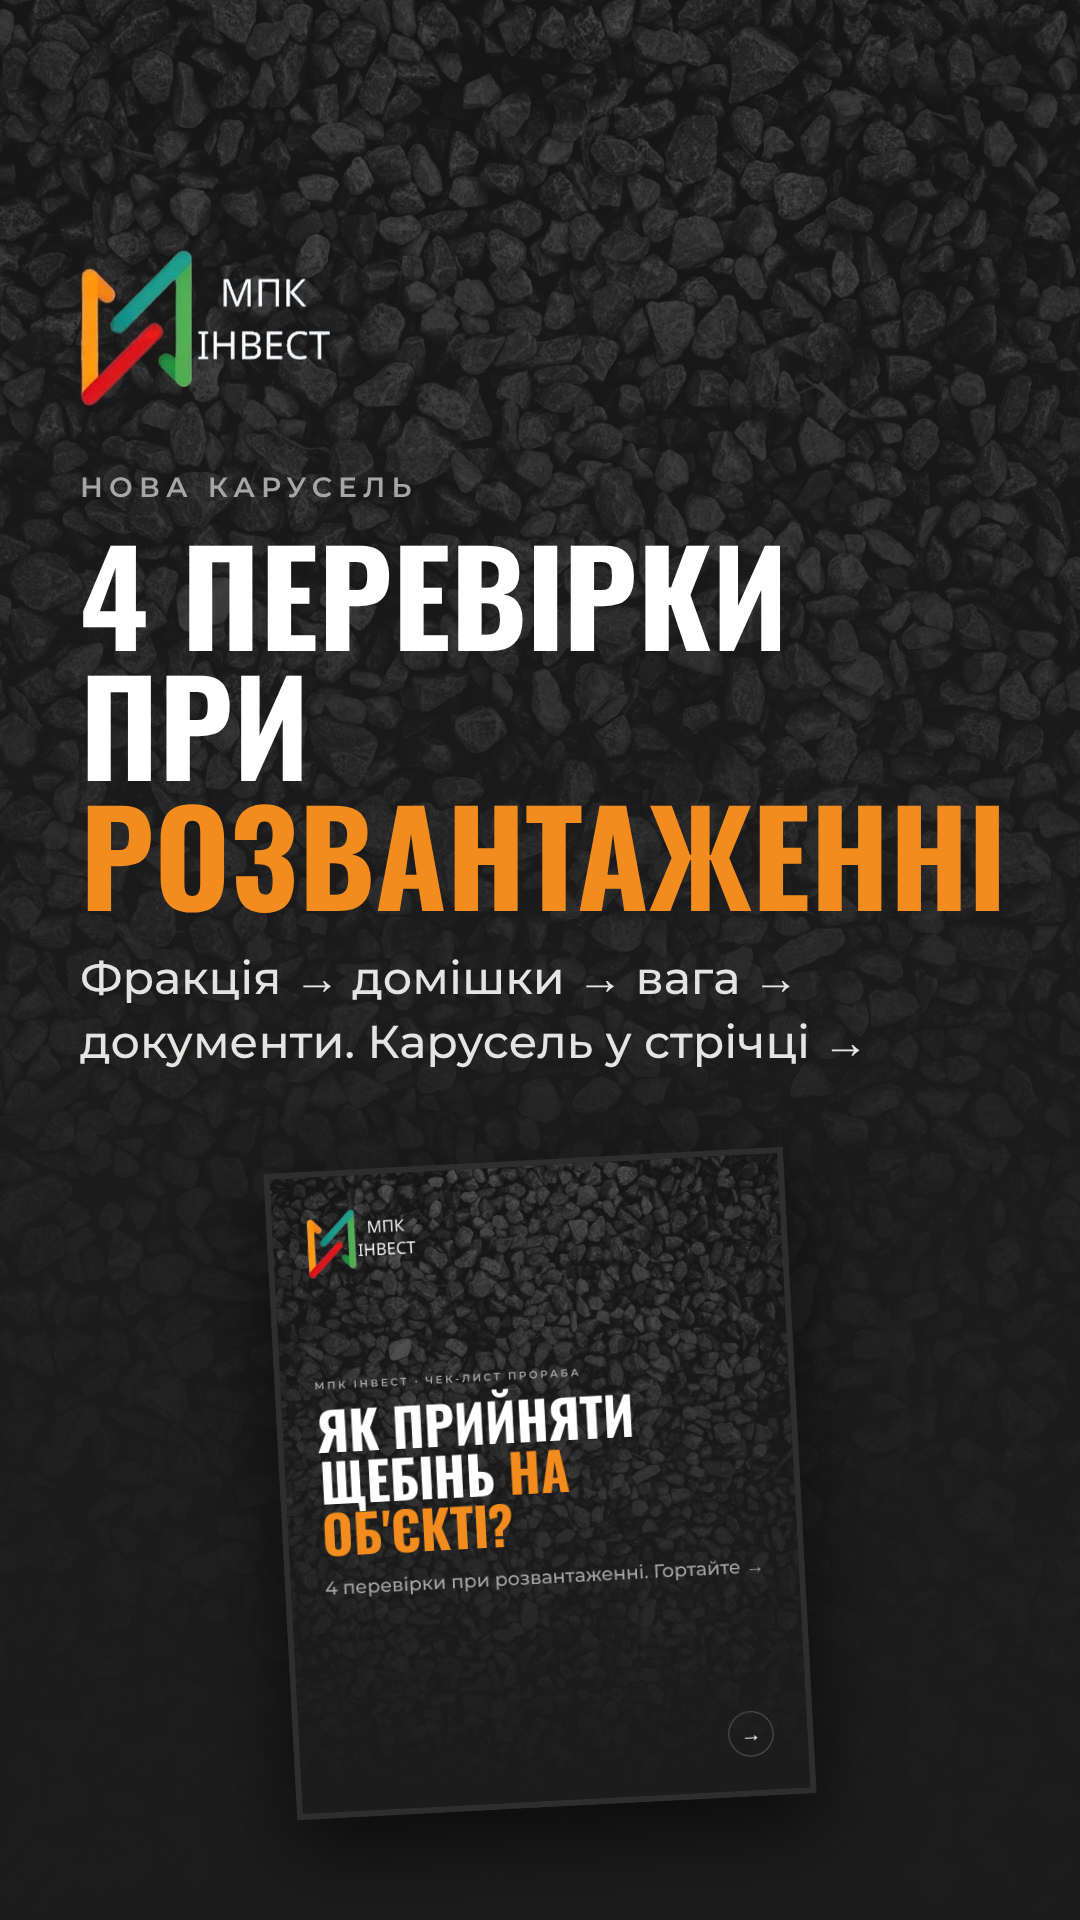 МПК
ІНВЕСТ
НОВА КАРУСЕЛЬ
4 ПЕРЕВІРКИ
ПРИ
РОЗВАНТАЖЕННІ
Фракція → домішки → вага →
документи. Карусель у стрічці →
МПК
ІНВЕСТ
МПК ІНВЕСТ · ЧЕК-ЛИСТ ПРОРАБА
ЯК ПРИЙНЯТИ
ЩЕБІНЬ НА
ОБ'ЄКТІ?
4 перевірки при розвантаженні. Гортайте →
→